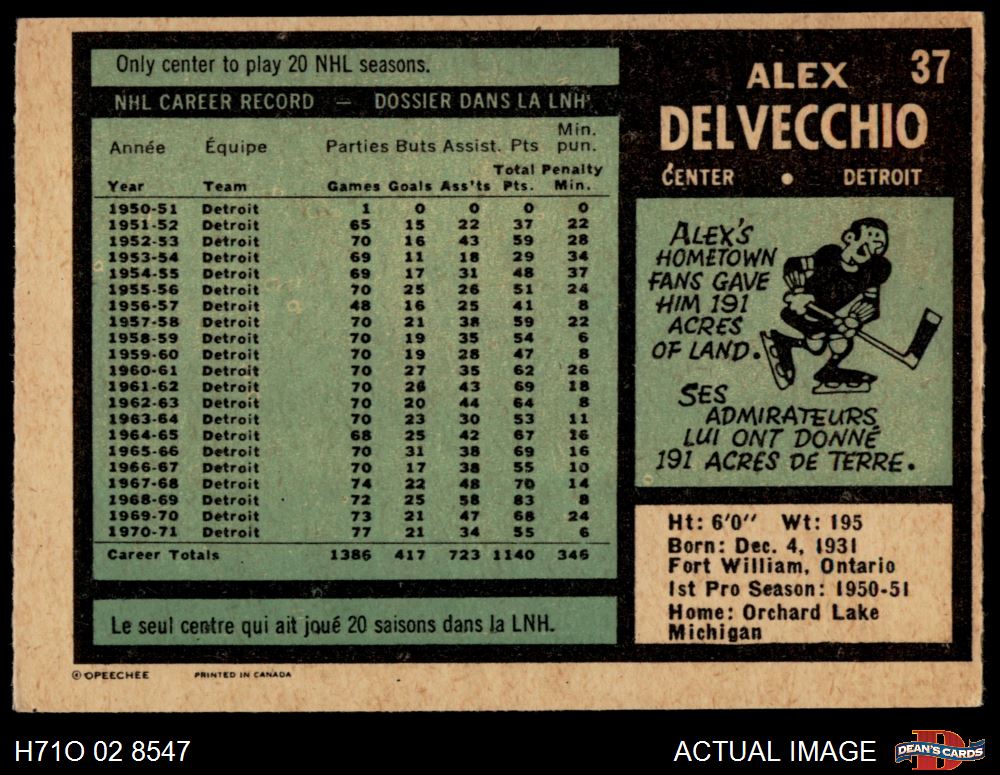 Only center to play 20 NHL seasons.
NHL CAREER RECORD — DOSSIER DANS LA LNH
Année Équipe Parties Buts Assist. Pts Min. pun.
Year Team Games Goals Ass'ts Total Pts. Penalty Min.
1950-51 Detroit 1 0 0 0 0
1951-52 Detroit 65 15 22 37 22
1952-53 Detroit 70 16 43 59 28
1953-54 Detroit 69 11 18 29 34
1954-55 Detroit 69 17 31 48 37
1955-56 Detroit 70 25 26 51 24
1956-57 Detroit 48 16 25 41 8
1957-58 Detroit 70 21 38 59 22
1958-59 Detroit 70 19 35 54 6
1959-60 Detroit 70 19 28 47 8
1960-61 Detroit 70 27 35 62 26
1961-62 Detroit 70 26 43 69 18
1962-63 Detroit 70 20 44 64 8
1963-64 Detroit 70 23 30 53 11
1964-65 Detroit 68 25 42 67 16
1965-66 Detroit 70 31 38 69 16
1966-67 Detroit 70 17 38 55 10
1967-68 Detroit 74 22 48 70 14
1968-69 Detroit 72 25 58 83 8
1969-70 Detroit 73 21 47 68 24
1970-71 Detroit 77 21 34 55 6
Career Totals 1386 417 723 1140 346
Le seul centre qui ait joué 20 saisons dans la LNH.
37
ALEX
DELVECCHIO
CENTER • DETROIT
ALEX'S
HOMETOWN
FANS GAVE
HIM 191
ACRES
OF LAND.
SES
ADMIRATEURS
LUI ONT DONNÉ
191 ACRES DE TERRE.
Ht: 6'0" Wt: 195
Born: Dec. 4, 1931
Fort William, Ontario
1st Pro Season: 1950-51
Home: Orchard Lake
Michigan
© OPEECHEE PRINTED IN CANADA
H71O 02 8547
ACTUAL IMAGE
DEAN'S CARDS